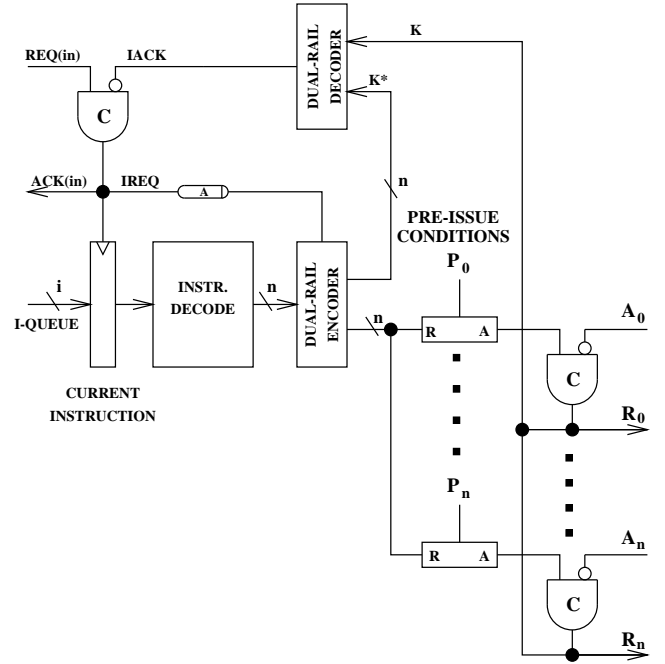 REQ(in)
IACK
DUAL-RAIL
DECODER
K
K*
C
n
ACK(in)
IREQ
A
PRE-ISSUE
CONDITIONS
P0
i
I-QUEUE
INSTR.
DECODE
n
DUAL-RAIL
ENCODER
n
R A
A0
C
R0
CURRENT
INSTRUCTION
Pn
R A
An
C
Rn